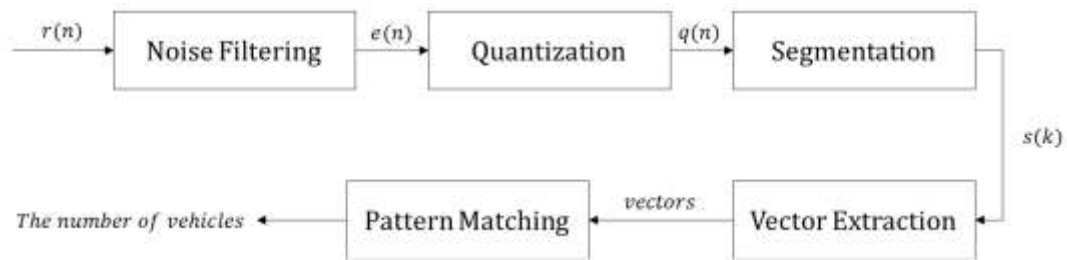 r(n)
Noise Filtering
e(n)
Quantization
q(n)
Segmentation
s(k)
Vector Extraction
vectors
Pattern Matching
The number of vehicles